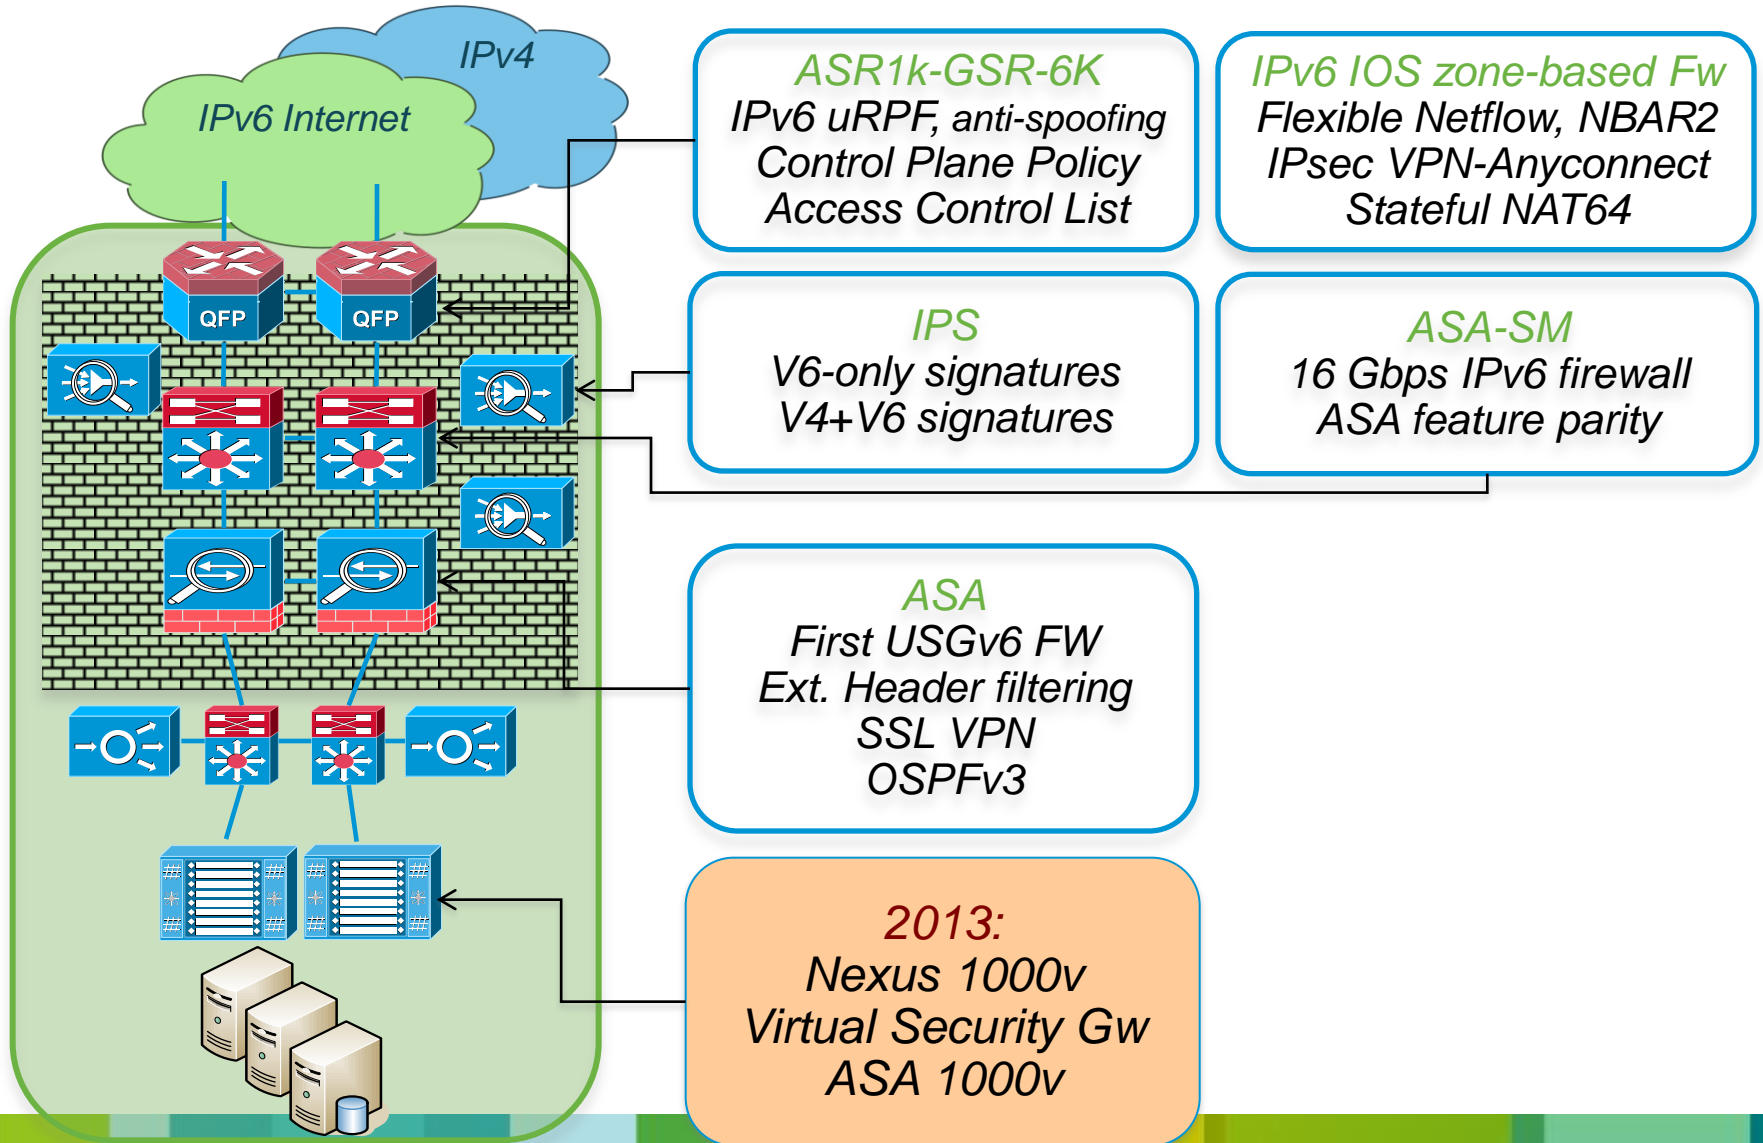 IPv4
IPv6 Internet
QFP
QFP
ASR1k-GSR-6K
IPv6 uRPF, anti-spoofing
Control Plane Policy
Access Control List
IPv6 IOS zone-based Fw
Flexible Netflow, NBAR2
IPsec VPN-Anyconnect
Stateful NAT64
IPS
V6-only signatures
V4+V6 signatures
ASA-SM
16 Gbps IPv6 firewall
ASA feature parity
ASA
First USGv6 FW
Ext. Header filtering
SSL VPN
OSPFv3
2013:
Nexus 1000v
Virtual Security Gw
ASA 1000v